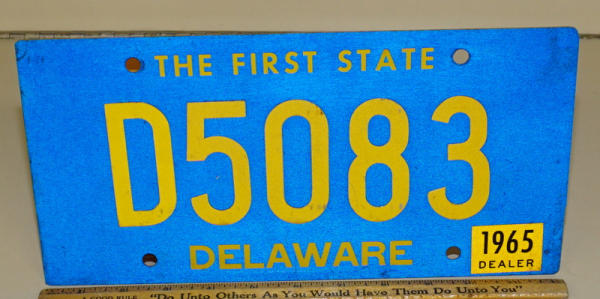 THE FIRST STATE
D5083
DELAWARE
1965
DEALER
"Do Unto Others As You Would Have Them Do Unto You"